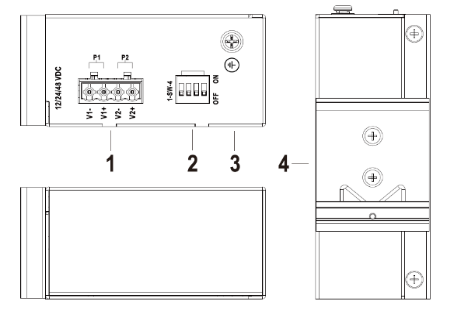 P1 P2
12/24/48 VDC
V1- V1+ V2- V2+
1-SW-4
ON
OFF
1 2 3 4